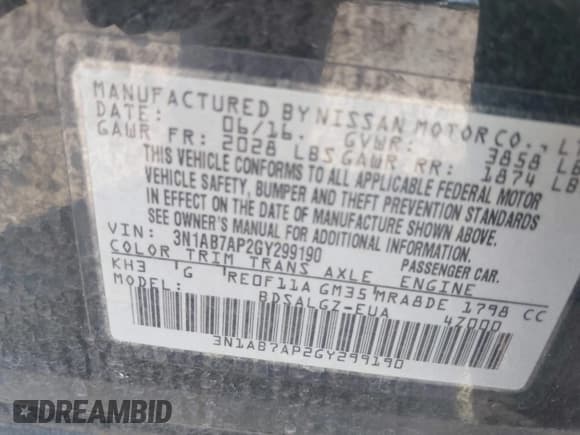 MANUFACTURED BY NISSAN MOTOR CO., LT
DATE: 06/16. GVWR: 3858 LB
GAWR FR: 2028 LBS GAWR RR: 1874 LB
THIS VEHICLE CONFORMS TO ALL APPLICABLE FEDERAL MOTOR
VEHICLE SAFETY, BUMPER AND THEFT PREVENTION STANDARDS
IN EFFECT ON THE DATE OF MANUFACTURE SHOWN ABOVE.
SEE OWNER'S MANUAL FOR ADDITIONAL INFORMATION.
VIN: 3N1AB7AP2GY299190 PASSENGER CAR.
COLOR TRIM TRANS AXLE ENGINE
KH3 G RE0F11A GM35 MRA8DE 1798 CC
MODEL: BDSALGZ-EUA 47000
3N1AB7AP2GY299190
DREAMBID